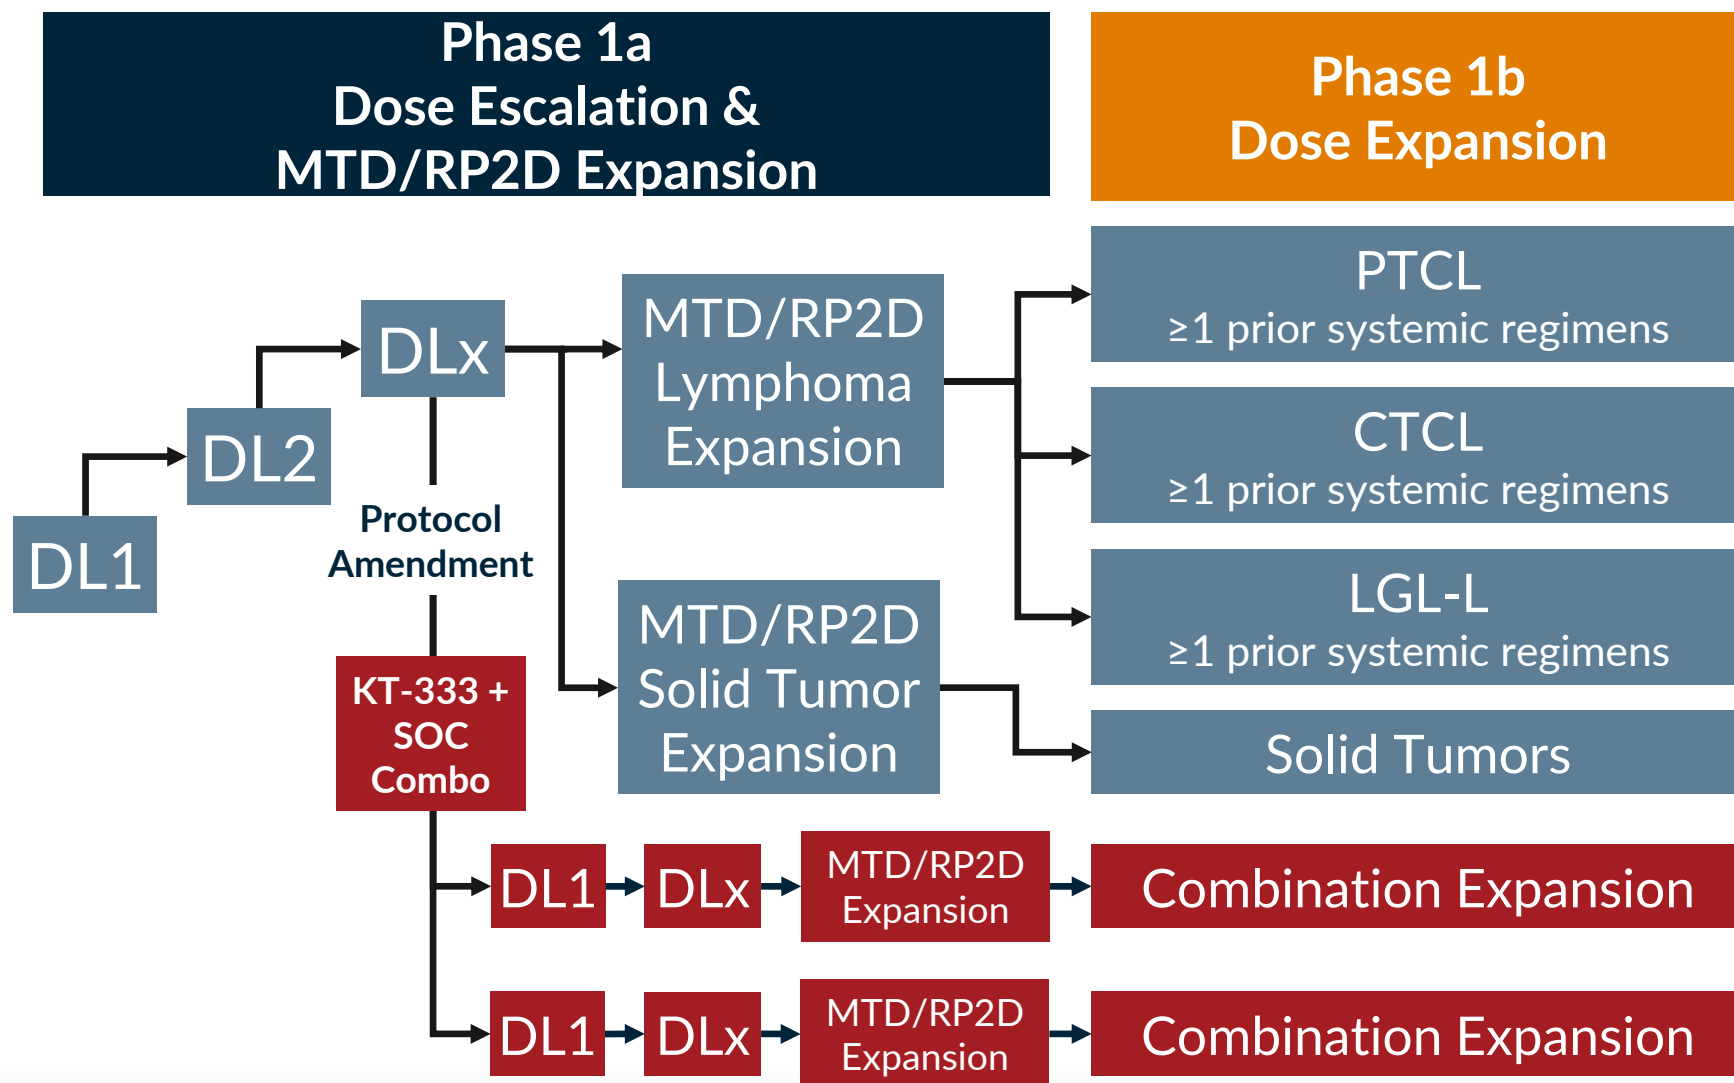 Phase 1a
Dose Escalation &
MTD/RP2D Expansion
Phase 1b
Dose Expansion
DL1
DL2
DLx
Protocol
Amendment
KT-333 +
SOC
Combo
MTD/RP2D
Lymphoma
Expansion
MTD/RP2D
Solid Tumor
Expansion
PTCL
≥1 prior systemic regimens
CTCL
≥1 prior systemic regimens
LGL-L
≥1 prior systemic regimens
Solid Tumors
DL1
DLx
MTD/RP2D
Expansion
Combination Expansion
DL1
DLx
MTD/RP2D
Expansion
Combination Expansion